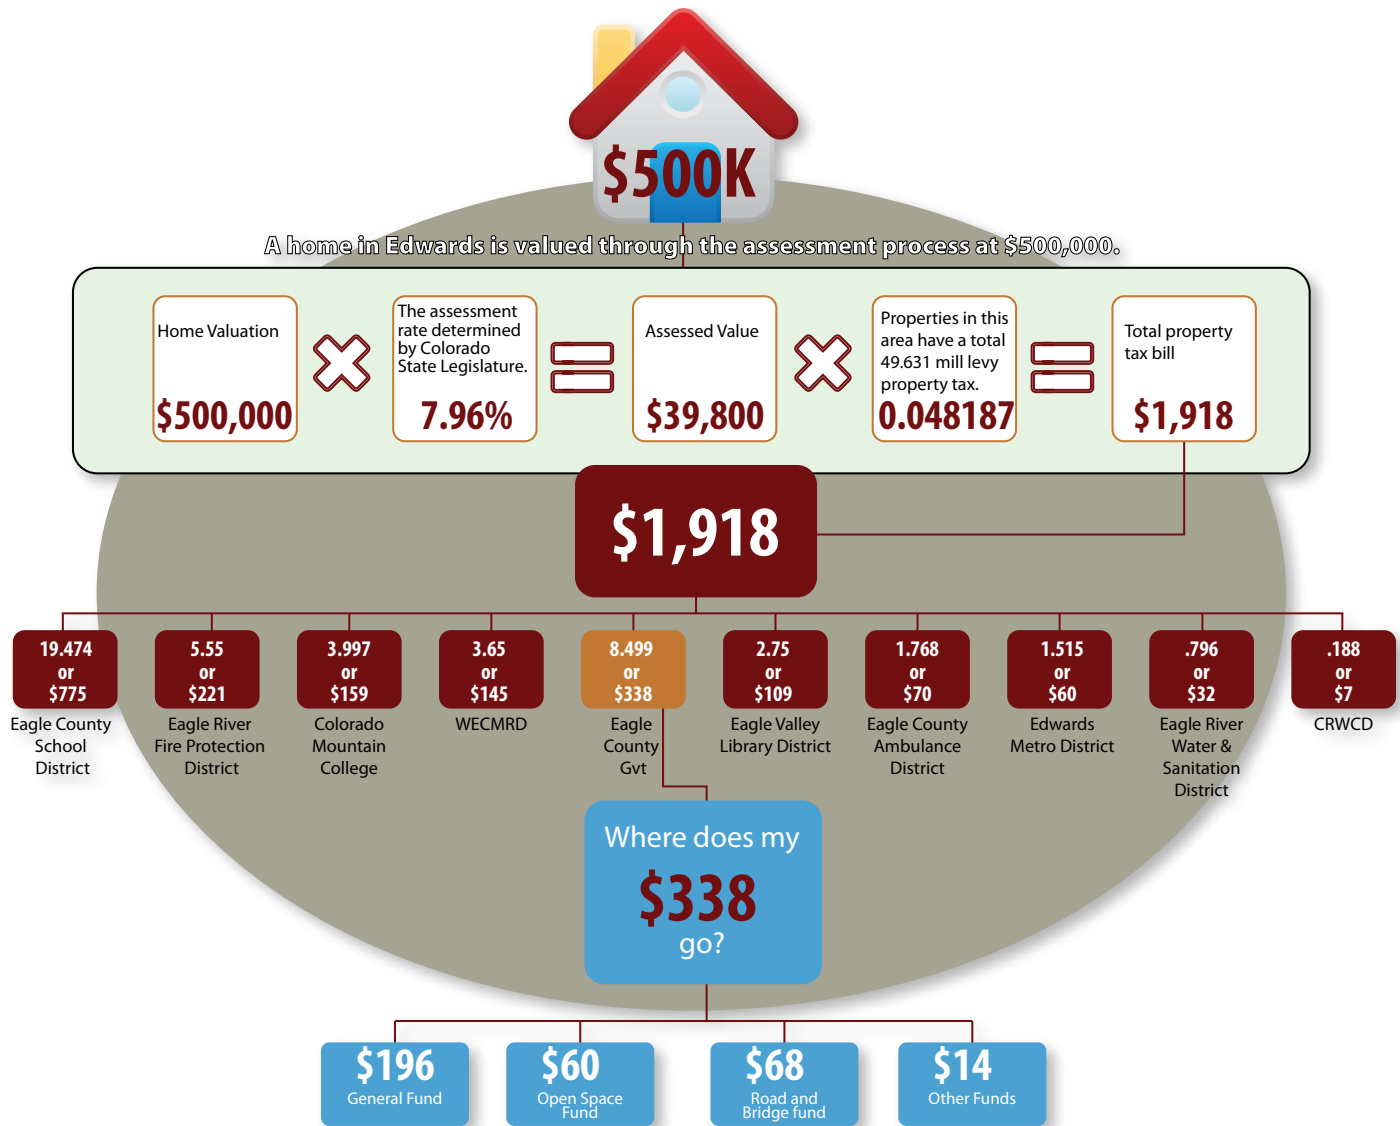 $500K
A home in Edwards is valued through the assessment process at $500,000.
Home Valuation
$500,000
The assessment
rate determined
by Colorado
State Legislature.
7.96%
Assessed Value
$39,800
Properties in this
area have a total
49.631 mill levy
property tax.
0.048187
Total property
tax bill
$1,918
$1,918
19.474
or
$775
Eagle County
School
District
5.55
or
$221
Eagle River
Fire Protection
District
3.997
or
$159
Colorado
Mountain
College
3.65
or
$145
WECMRD
8.499
or
$338
Eagle
County
Gvt
2.75
or
$109
Eagle Valley
Library District
1.768
or
$70
Eagle County
Ambulance
District
1.515
or
$60
Edwards
Metro District
.796
or
$32
Eagle River
Water &
Sanitation
District
.188
or
$7
CRWCD
Where does my
$338
go?
$196
General Fund
$60
Open Space
Fund
$68
Road and
Bridge fund
$14
Other Funds